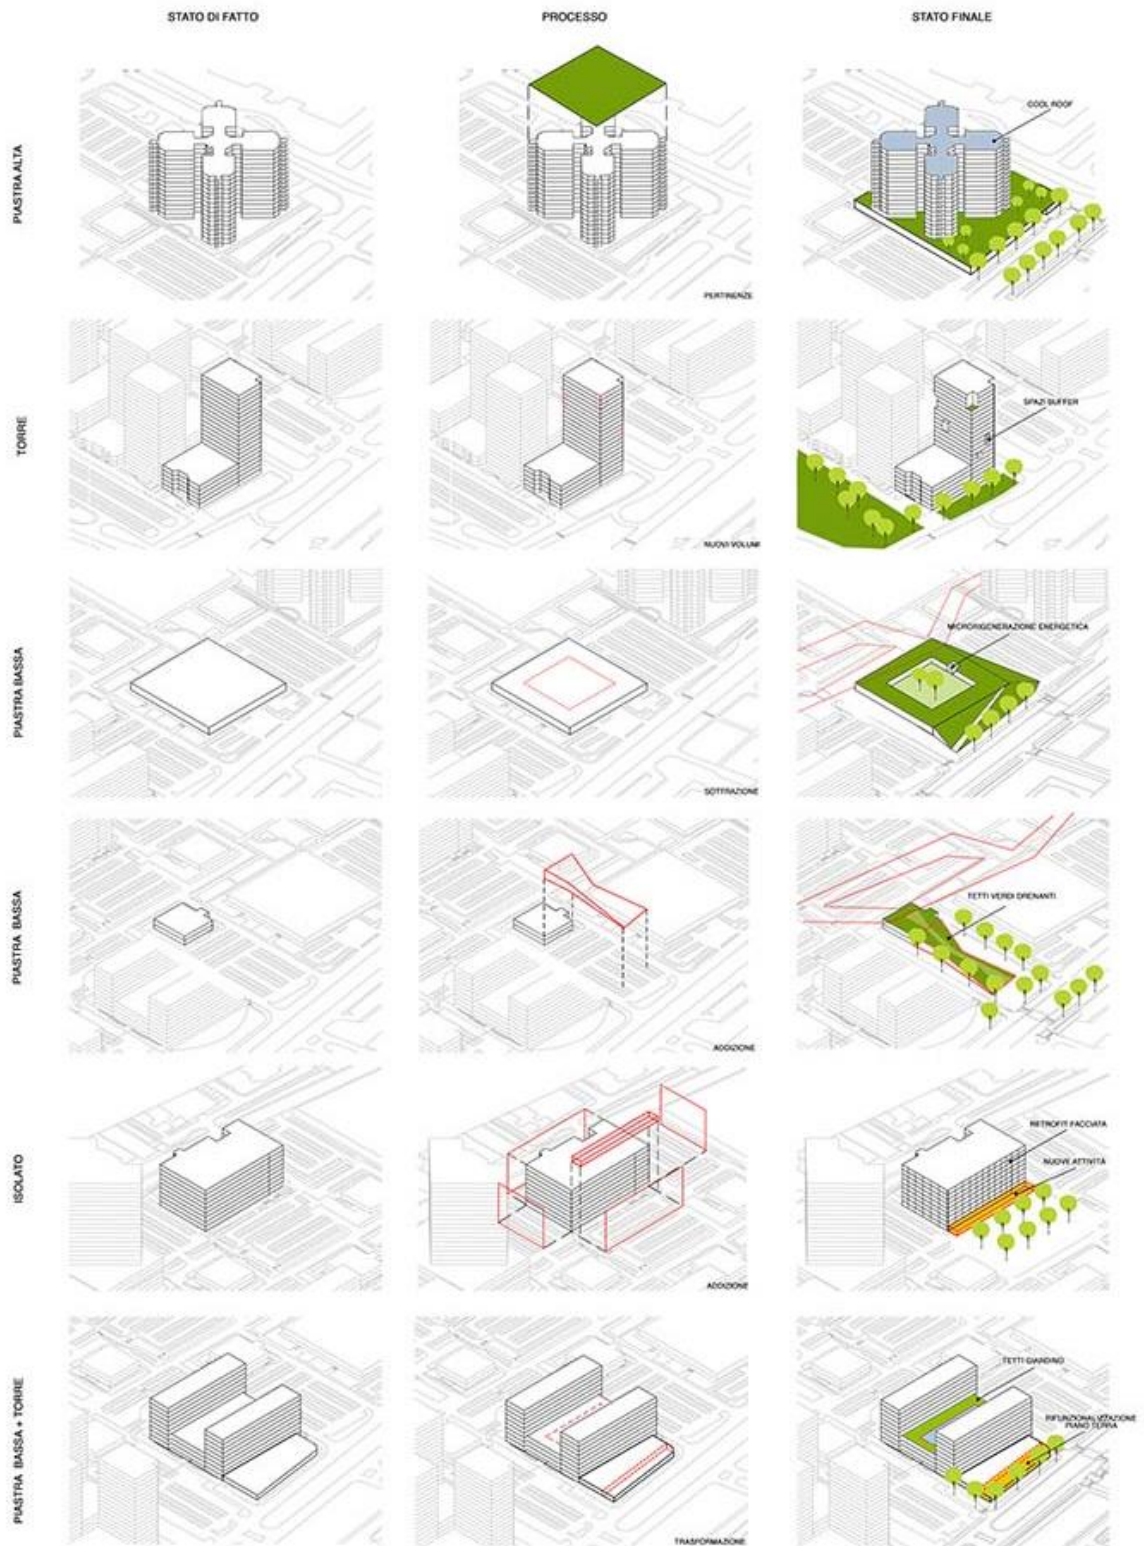 STATO DI FATTO
PROCESSO
STATO FINALE
PIASTRA ALTA
COOL ROOF
PERTINENZE
TORRE
SPAZI BUFFER
NUOVI VOLUMI
PIASTRA BASSA
MICRORIGENERAZIONE ENERGETICA
SOTTRAZIONE
PIASTRA BASSA
TETTI VERDI DRENANTI
ADDIZIONE
ISOLATO
RETROFIT FACCIATA
NUOVE ATTIVITÀ
ADDIZIONE
PIASTRA BASSA + TORRE
TETTI GIARDINO
RIFUNZIONALIZZAZIONE
PIANO TERRA
TRASFORMAZIONE